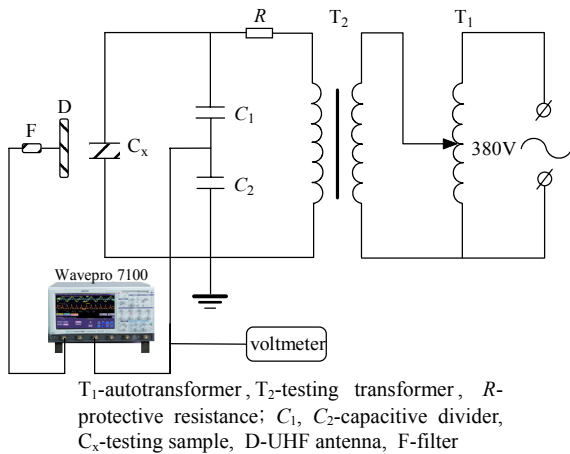 R
T₂
T₁
D
F
Cₓ
C₁
C₂
380V
Wavepro 7100
voltmeter
T₁-autotransformer, T₂-testing transformer, R-
protective resistance; C₁, C₂-capacitive divider,
Cₓ-testing sample, D-UHF antenna, F-filter